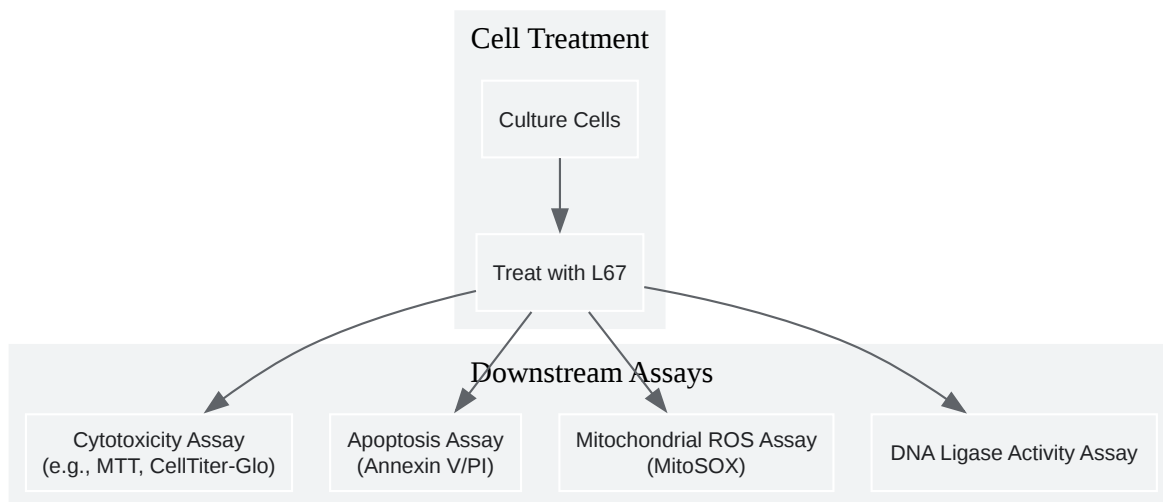 Cell Treatment
Culture Cells
Treat with L67
Downstream Assays
Cytotoxicity Assay
(e.g., MTT, CellTiter-Glo)
Apoptosis Assay
(Annexin V/PI)
Mitochondrial ROS Assay
(MitoSOX)
DNA Ligase Activity Assay